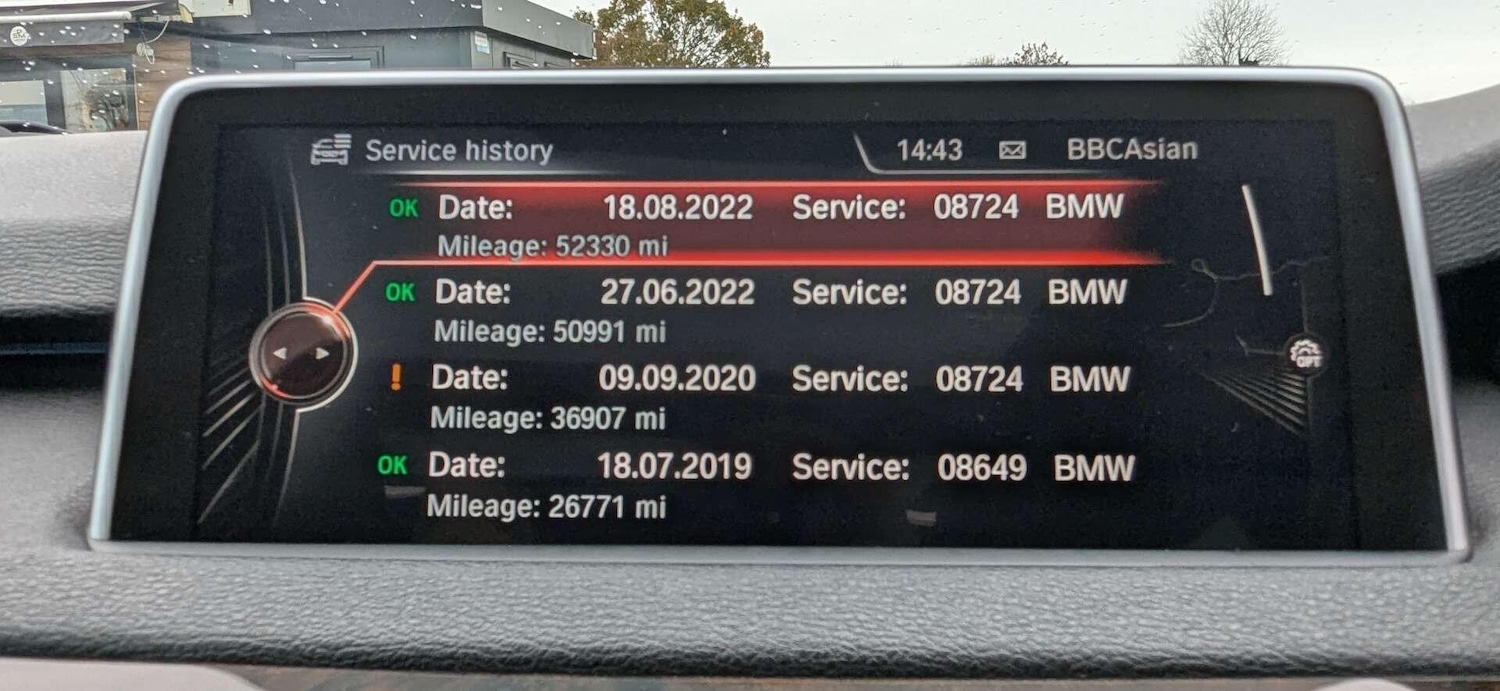 Service history 14:43 BBCAsian
OK Date: 18.08.2022 Service: 08724 BMW
Mileage: 52330 mi
OK Date: 27.06.2022 Service: 08724 BMW
Mileage: 50991 mi
! Date: 09.09.2020 Service: 08724 BMW
Mileage: 36907 mi
OK Date: 18.07.2019 Service: 08649 BMW
Mileage: 26771 mi
OPT